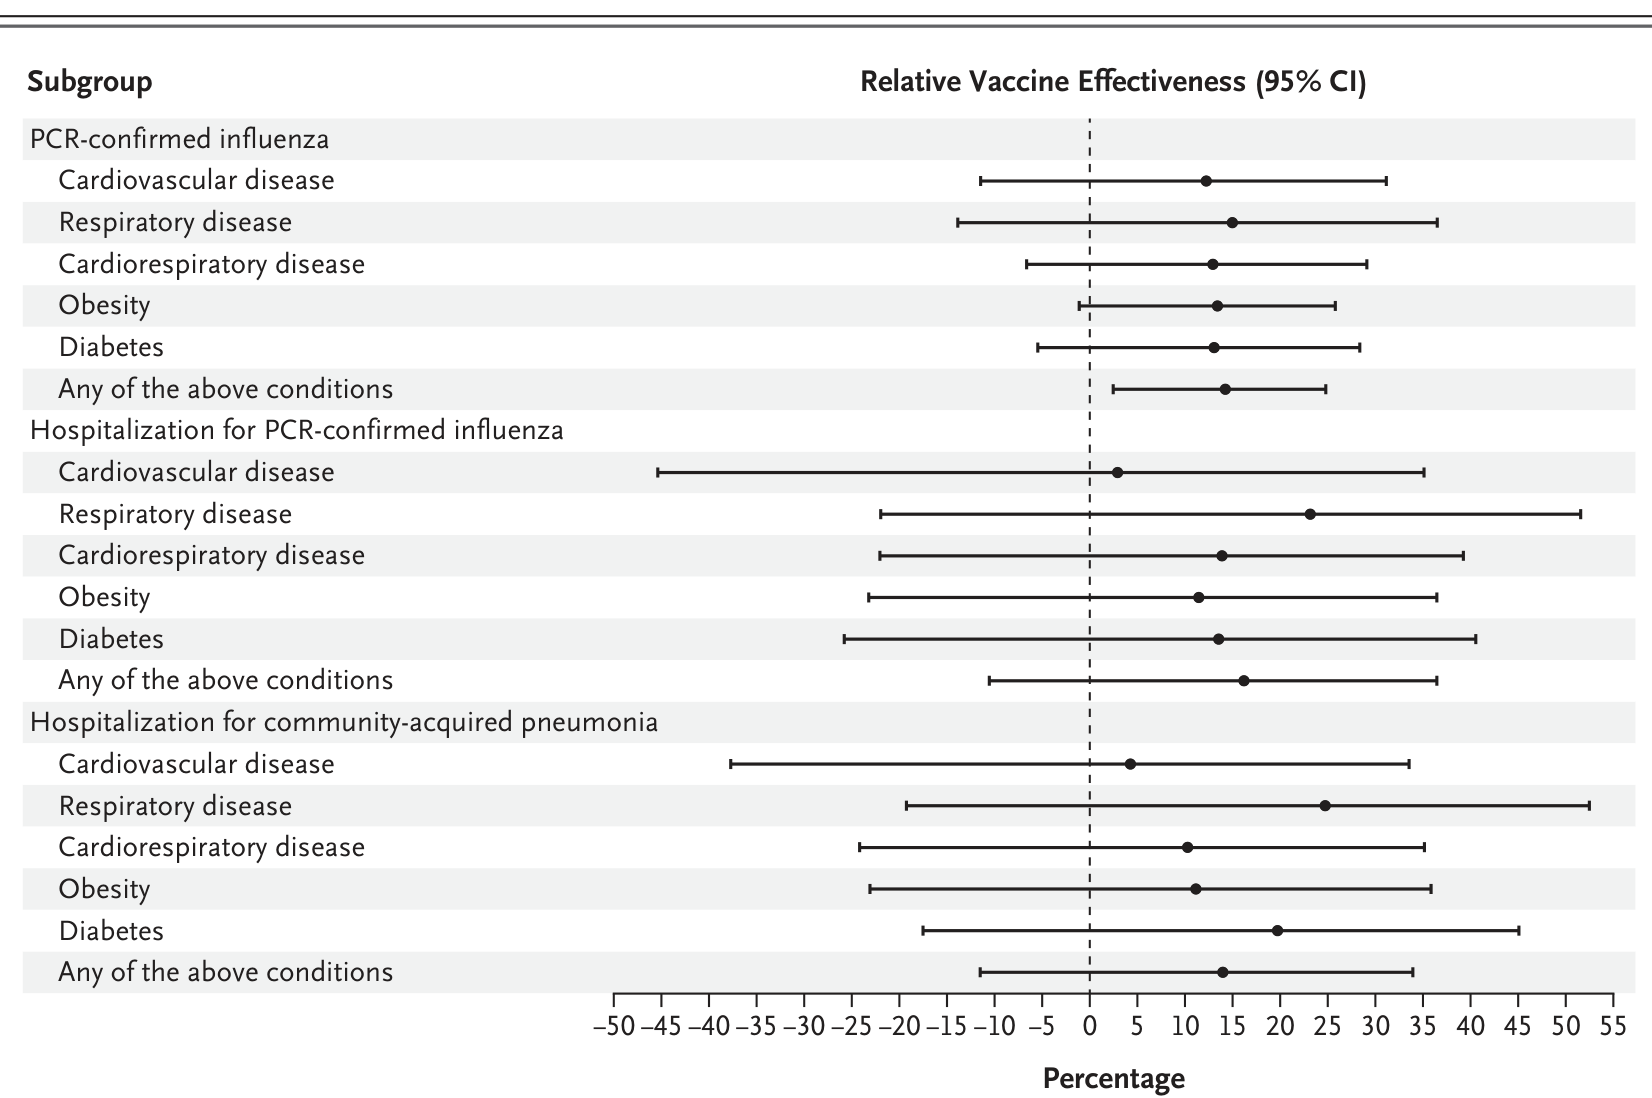 Subgroup Relative Vaccine Effectiveness (95% CI)
PCR-confirmed influenza
Cardiovascular disease
Respiratory disease
Cardiorespiratory disease
Obesity
Diabetes
Any of the above conditions
Hospitalization for PCR-confirmed influenza
Cardiovascular disease
Respiratory disease
Cardiorespiratory disease
Obesity
Diabetes
Any of the above conditions
Hospitalization for community-acquired pneumonia
Cardiovascular disease
Respiratory disease
Cardiorespiratory disease
Obesity
Diabetes
Any of the above conditions
–50 –45 –40 –35 –30 –25 –20 –15 –10 –5 0 5 10 15 20 25 30 35 40 45 50 55
Percentage